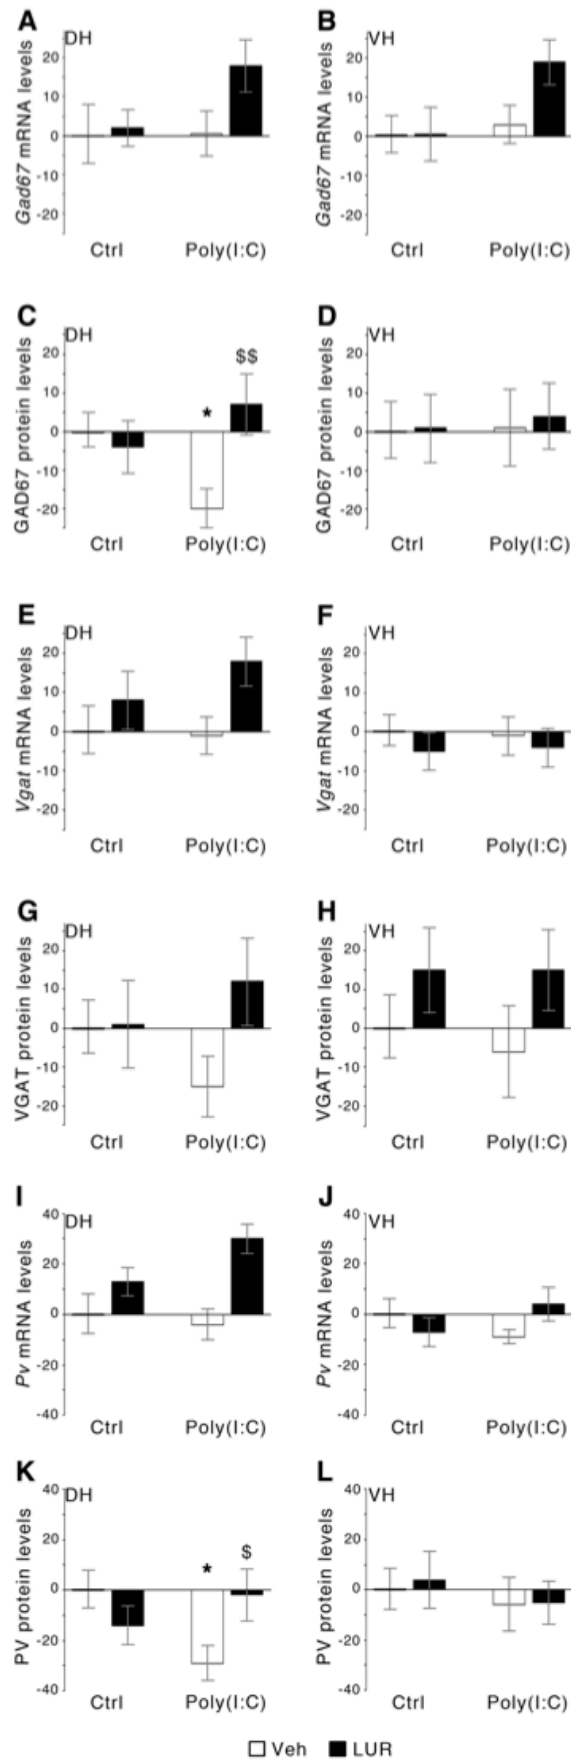 A B
DH VH
Gad67 mRNA levels Gad67 mRNA levels
20 20
10 10
0 0
-10 -10
-20 -20
Ctrl Poly(I:C) Ctrl Poly(I:C)
C D
DH VH
GAD67 protein levels GAD67 protein levels
20 $$ 20
10 * 10
0 0
-10 -10
-20 -20
Ctrl Poly(I:C) Ctrl Poly(I:C)
E F
DH VH
Vgat mRNA levels Vgat mRNA levels
20 20
10 10
0 0
-10 -10
-20 -20
Ctrl Poly(I:C) Ctrl Poly(I:C)
G H
DH VH
VGAT protein levels VGAT protein levels
20 20
10 10
0 0
-10 -10
-20 -20
Ctrl Poly(I:C) Ctrl Poly(I:C)
I J
40 DH 40 VH
Pv mRNA levels Pv mRNA levels
20 20
0 0
-20 -20
-40 -40
Ctrl Poly(I:C) Ctrl Poly(I:C)
K L
40 DH 40 VH
PV protein levels PV protein levels
20 * $ 20
0 0
-20 -20
-40 -40
Ctrl Poly(I:C) Ctrl Poly(I:C)
Veh LUR